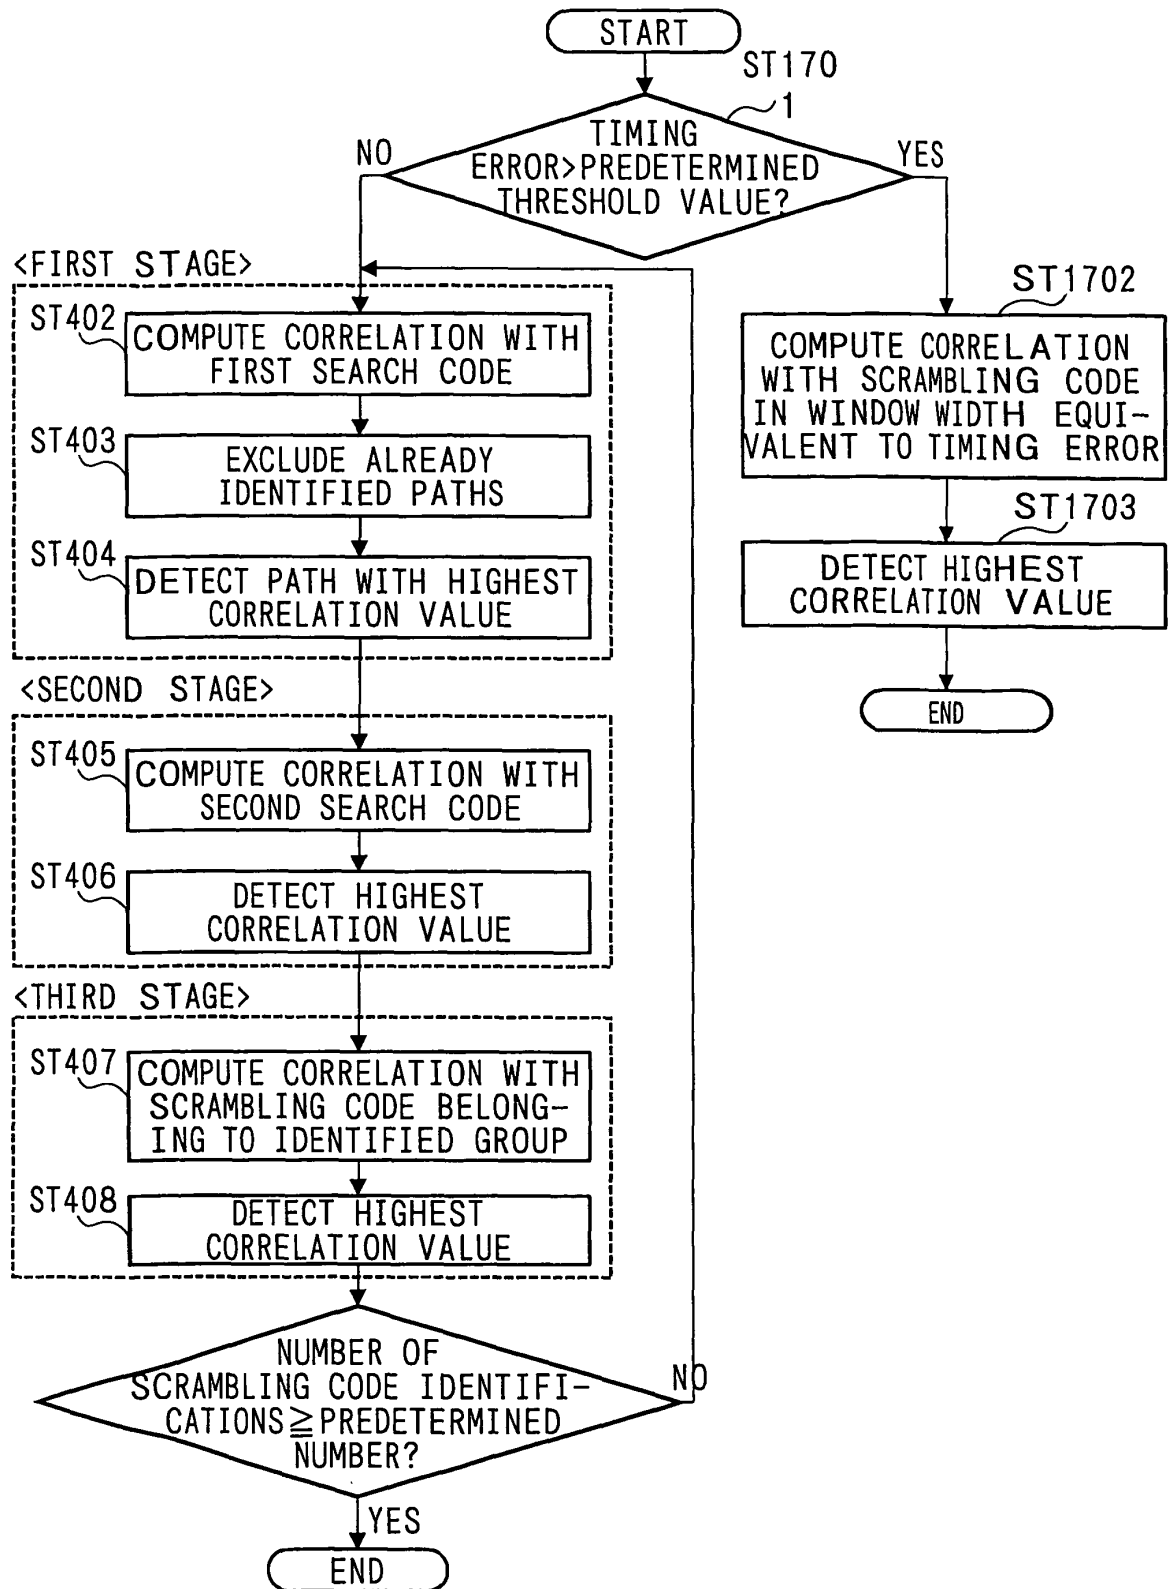 START
ST170
1
TIMING
ERROR>PREDETERMINED
THRESHOLD VALUE?
NO
YES
<FIRST STAGE>
ST402
COMPUTE CORRELATION WITH
FIRST SEARCH CODE
ST403
EXCLUDE ALREADY
IDENTIFIED PATHS
ST404
DETECT PATH WITH HIGHEST
CORRELATION VALUE
ST1702
COMPUTE CORRELATION
WITH SCRAMBLING CODE
IN WINDOW WIDTH EQUI-
VALENT TO TIMING ERROR
ST1703
DETECT HIGHEST
CORRELATION VALUE
END
<SECOND STAGE>
ST405
COMPUTE CORRELATION WITH
SECOND SEARCH CODE
ST406
DETECT HIGHEST
CORRELATION VALUE
<THIRD STAGE>
ST407
COMPUTE CORRELATION WITH
SCRAMBLING CODE BELONG-
ING TO IDENTIFIED GROUP
ST408
DETECT HIGHEST
CORRELATION VALUE
NUMBER OF
SCRAMBLING CODE IDENTIFI-
CATIONS≧PREDETERMINED
NUMBER?
NO
YES
END